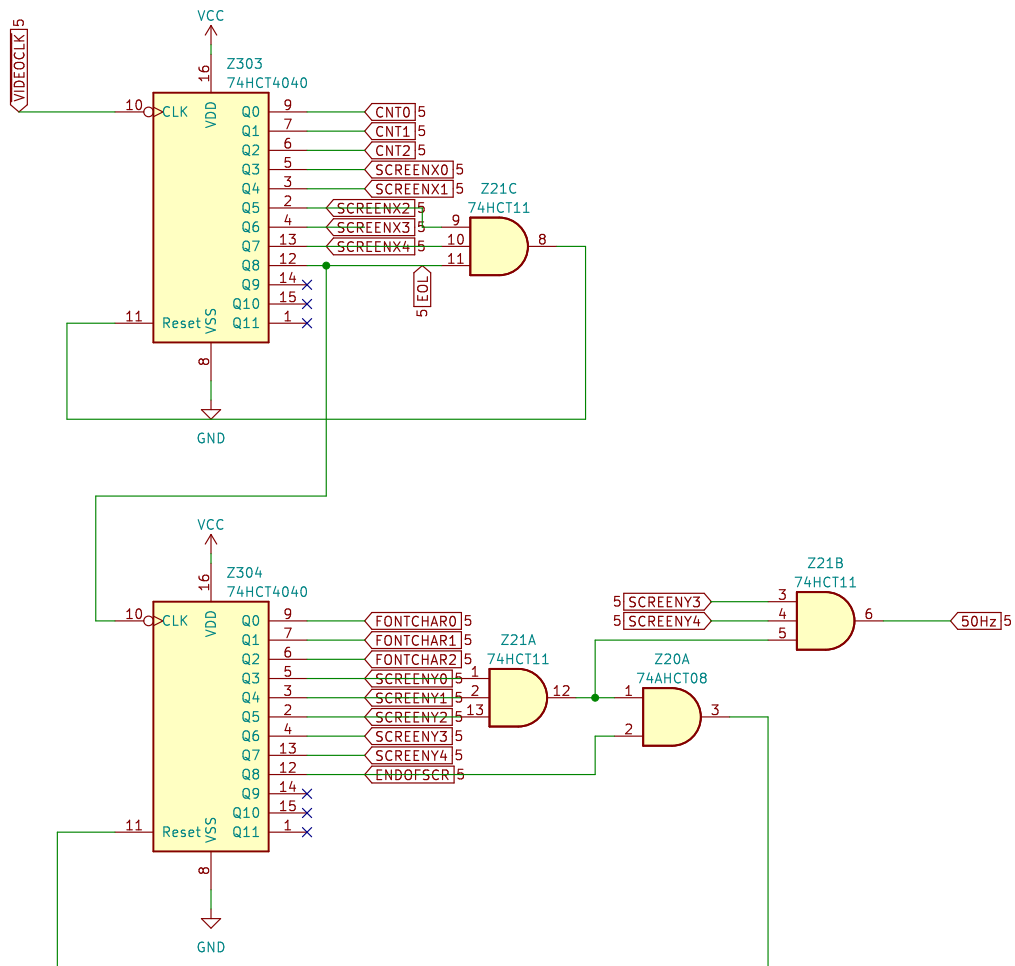 VIDEOCLK 5
VCC
16
Z303
74HCT4040
10 CLK VDD Q0 9 CNT0 5
Q1 7 CNT1 5
Q2 6 CNT2 5
Q3 5 SCREENX0 5
Q4 3 SCREENX1 5
Q5 2 SCREENX2 5
Q6 4 SCREENX3 5
Q7 13 SCREENX4 5
Q8 12
Q9 14
Q10 15
11 Reset VSS Q11 1
8
GND
EOL 5
Z21C
74HCT11
9
10
11
8
VCC
16
Z304
74HCT4040
10 CLK VDD Q0 9 FONTCHAR0 5
Q1 7 FONTCHAR1 5
Q2 6 FONTCHAR2 5
Q3 5 SCREENY0 5
Q4 3 SCREENY1 5
Q5 2 SCREENY2 5
Q6 4 SCREENY3 5
Q7 13 SCREENY4 5
Q8 12 ENDOFSCR 5
Q9 14
Q10 15
11 Reset VSS Q11 1
8
GND
Z21A
74HCT11
1
2
13
12
Z20A
74AHCT08
1
2
3
Z21B
74HCT11
5 SCREENY3 3
5 SCREENY4 4
5
6
50Hz 5